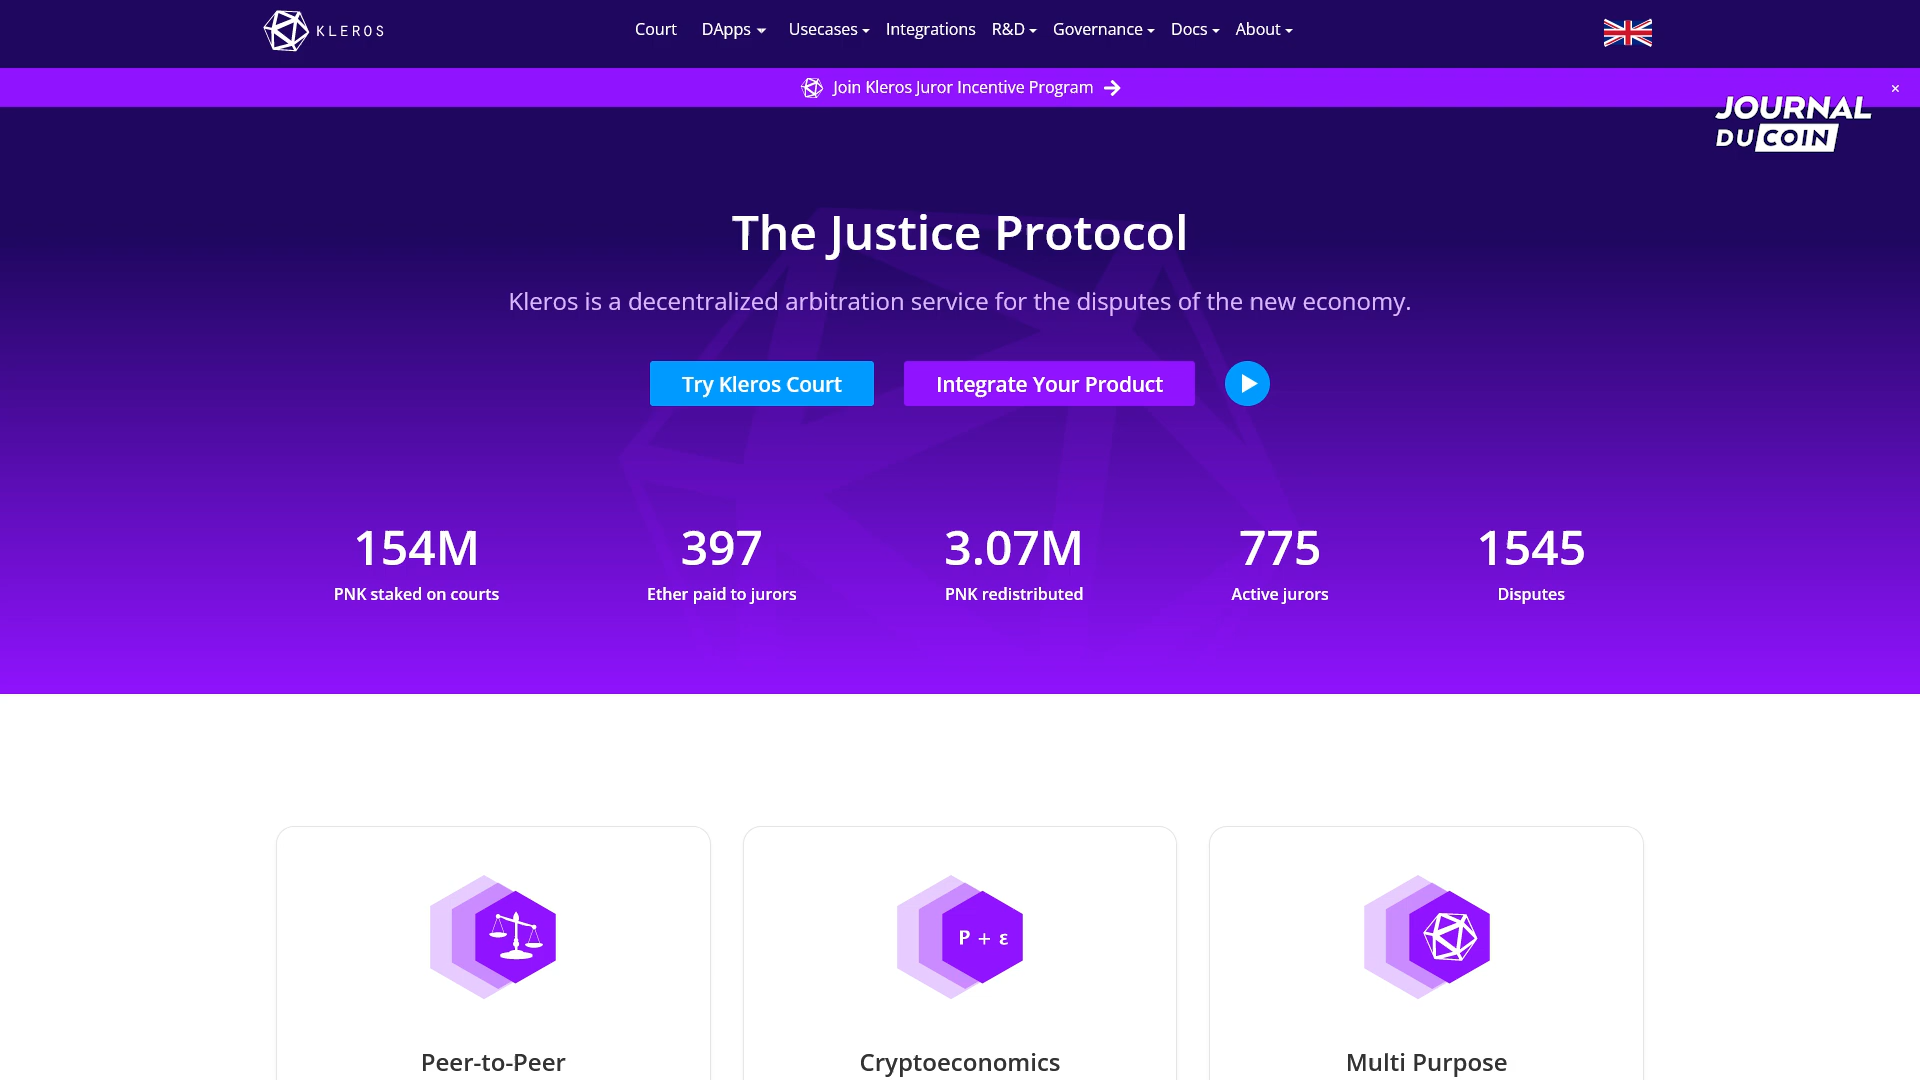 KLEROS
Court DApps Usecases Integrations R&D Governance Docs About
Join Kleros Juror Incentive Program
×
JOURNAL
DU COIN
The Justice Protocol
Kleros is a decentralized arbitration service for the disputes of the new economy.
Try Kleros Court Integrate Your Product
154M 397 3.07M 775 1545
PNK staked on courts Ether paid to jurors PNK redistributed Active jurors Disputes
P + ε
Peer-to-Peer Cryptoeconomics Multi Purpose